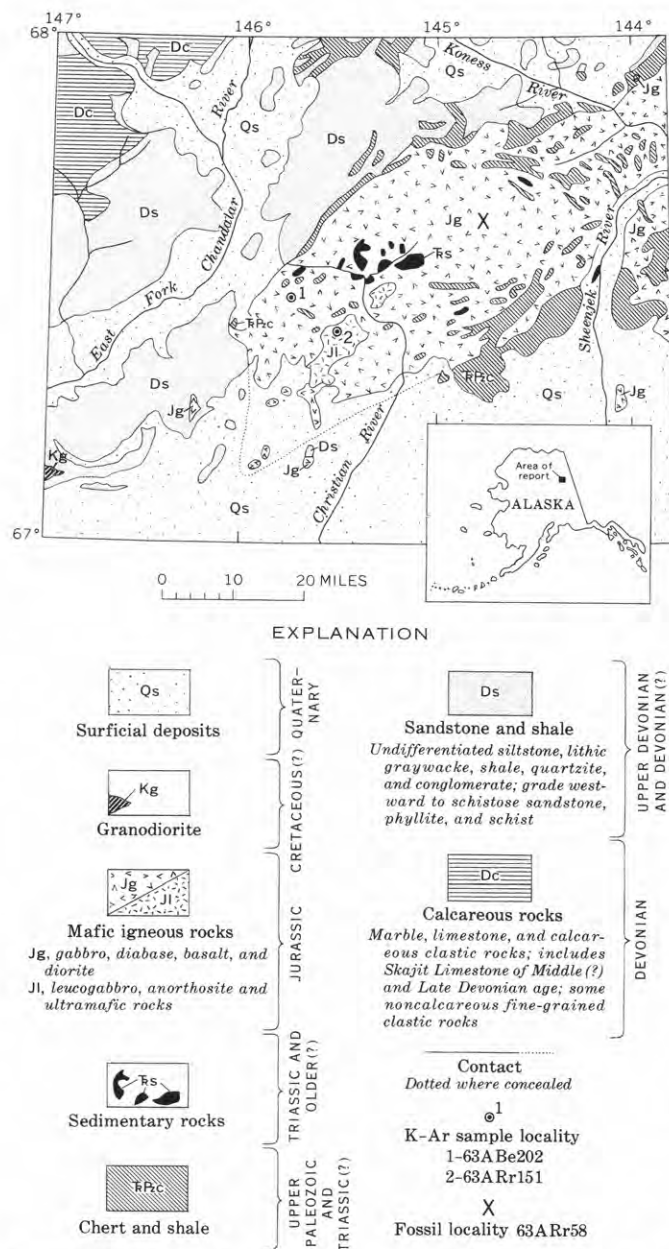 147° 146° 145° 144°
68°
Dc
Dc
River
Qs
Koness
Qs
River
Jg
Ds
Ds
Chandalar
Jg
X
River
T̶R̶s
1
Fork
T̶R̶P̶z̶c
2
Jl
Sheenjek
East
T̶R̶P̶z̶c
Ds
Qs
Jg
Jg
River
Ds
Kg
Jg
Christian
Qs
67°
Area of
report
ALASKA
0 10 20 MILES
EXPLANATION
Qs
Surficial deposits
QUATER-
NARY
Kg
Granodiorite
CRETACEOUS(?)
Jg
Jl
Mafic igneous rocks
Jg, gabbro, diabase, basalt, and
diorite
Jl, leucogabbro, anorthosite and
ultramafic rocks
JURASSIC
T̶R̶s
Sedimentary rocks
TRIASSIC AND
OLDER(?)
T̶R̶P̶z̶c
Chert and shale
UPPER
PALEOZOIC
AND
TRIASSIC(?)
Ds
Sandstone and shale
Undifferentiated siltstone, lithic
graywacke, shale, quartzite,
and conglomerate; grade west-
ward to schistose sandstone,
phyllite, and schist
UPPER DEVONIAN
AND DEVONIAN(?)
Dc
Calcareous rocks
Marble, limestone, and calcar-
eous clastic rocks; includes
Skajit Limestone of Middle(?)
and Late Devonian age; some
noncalcareous fine-grained
clastic rocks
DEVONIAN
Contact
Dotted where concealed
1
K-Ar sample locality
1-63ABe202
2-63ARr151
X
Fossil locality 63ARr58